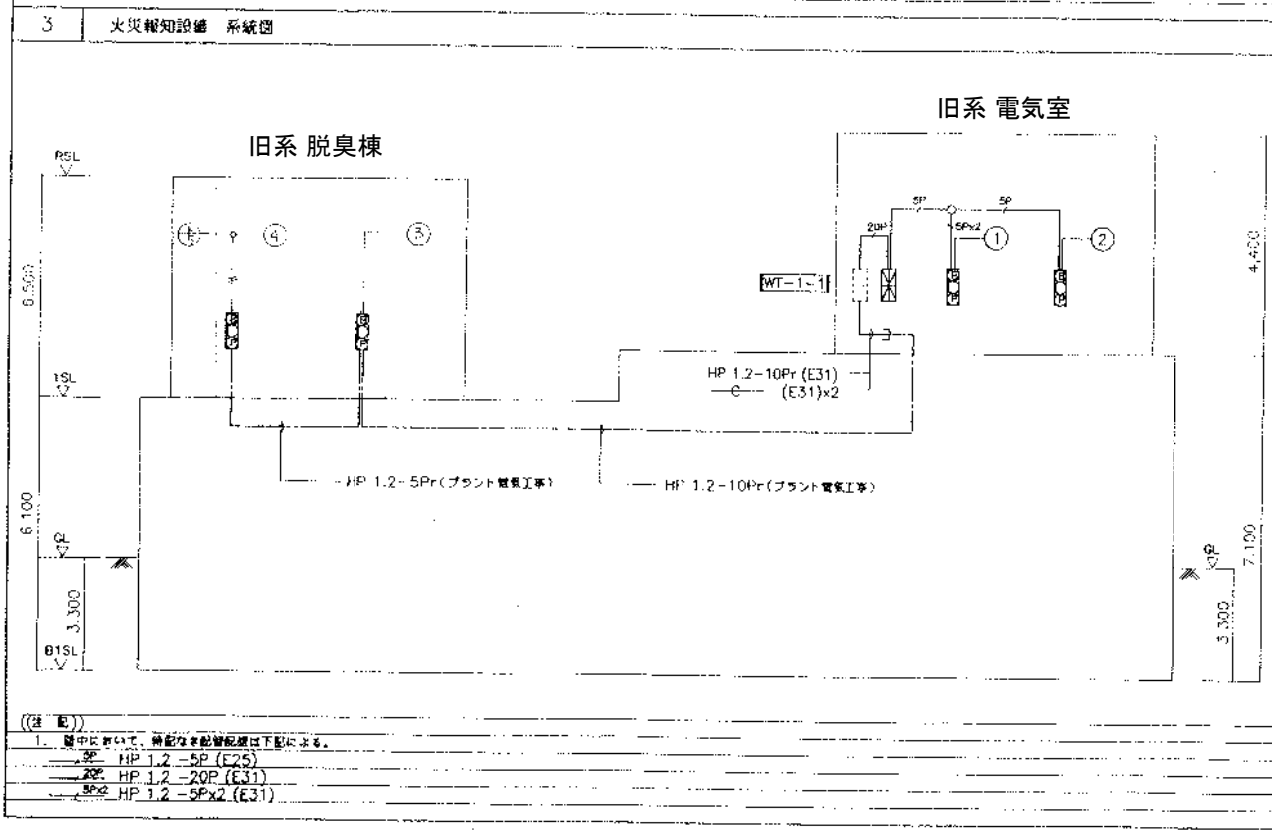 3 火災報知設備 系統図
旧系 電気室
旧系 脱臭棟
RSL
④ ③
5P 5P
20P 5Px2 ① ②
WT-1-1
B P
B P
B P
B P
6.500
4,400
1SL
HP 1.2-10Pr (E31)
C (E31)x2
HP 1.2-5Pr(プラント電気工事)
HP 1.2-10Pr(プラント電気工事)
6.100
7.100
GL
GL
3.300
3.300
B1SL
((注 記))
1. 図中において、特記なき配管配線は下記による。
5P HP 1.2 -5P (E25)
20P HP 1.2 -20P (E31)
5Px2 HP 1.2 -5Px2 (E31)